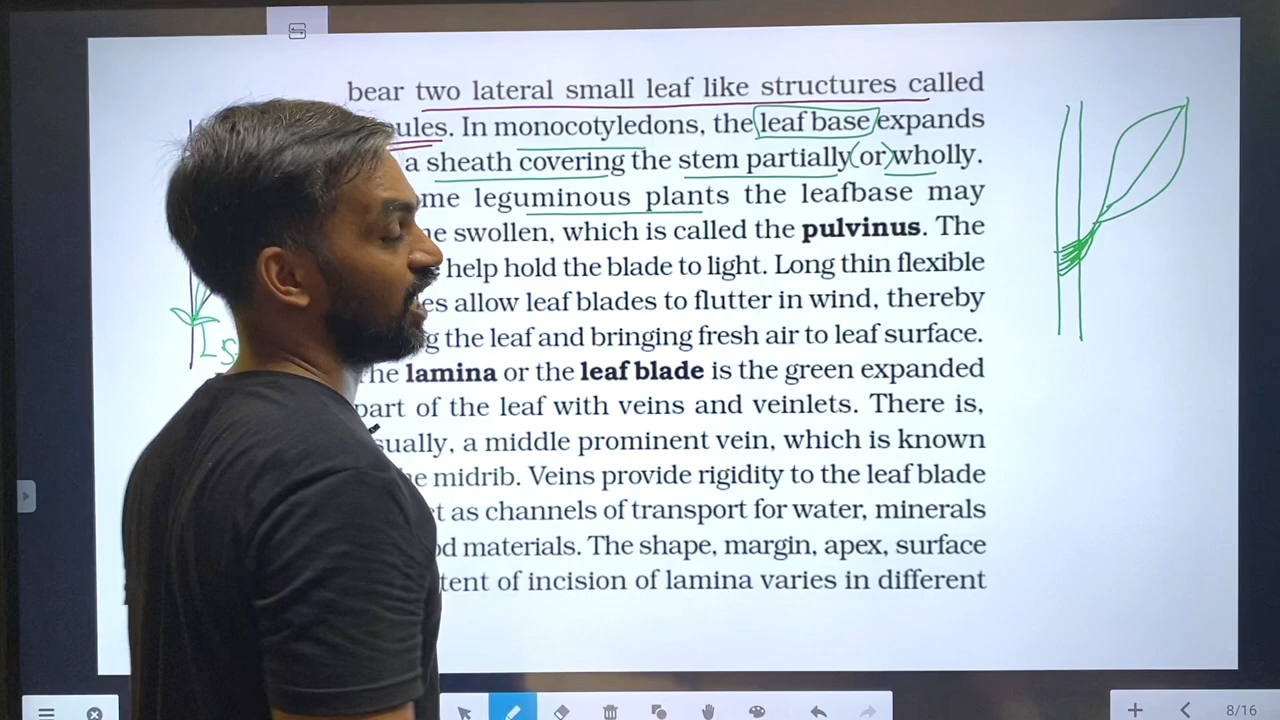 bear two lateral small leaf like structures called
ules. In monocotyledons, the leaf base expands
a sheath covering the stem partially (or) wholly.
me leguminous plants the leafbase may
e swollen, which is called the pulvinus. The
help hold the blade to light. Long thin flexible
es allow leaf blades to flutter in wind, thereby
g the leaf and bringing fresh air to leaf surface.
The lamina or the leaf blade is the green expanded
part of the leaf with veins and veinlets. There is,
sually, a middle prominent vein, which is known
e midrib. Veins provide rigidity to the leaf blade
t as channels of transport for water, minerals
od materials. The shape, margin, apex, surface
tent of incision of lamina varies in different
8/16